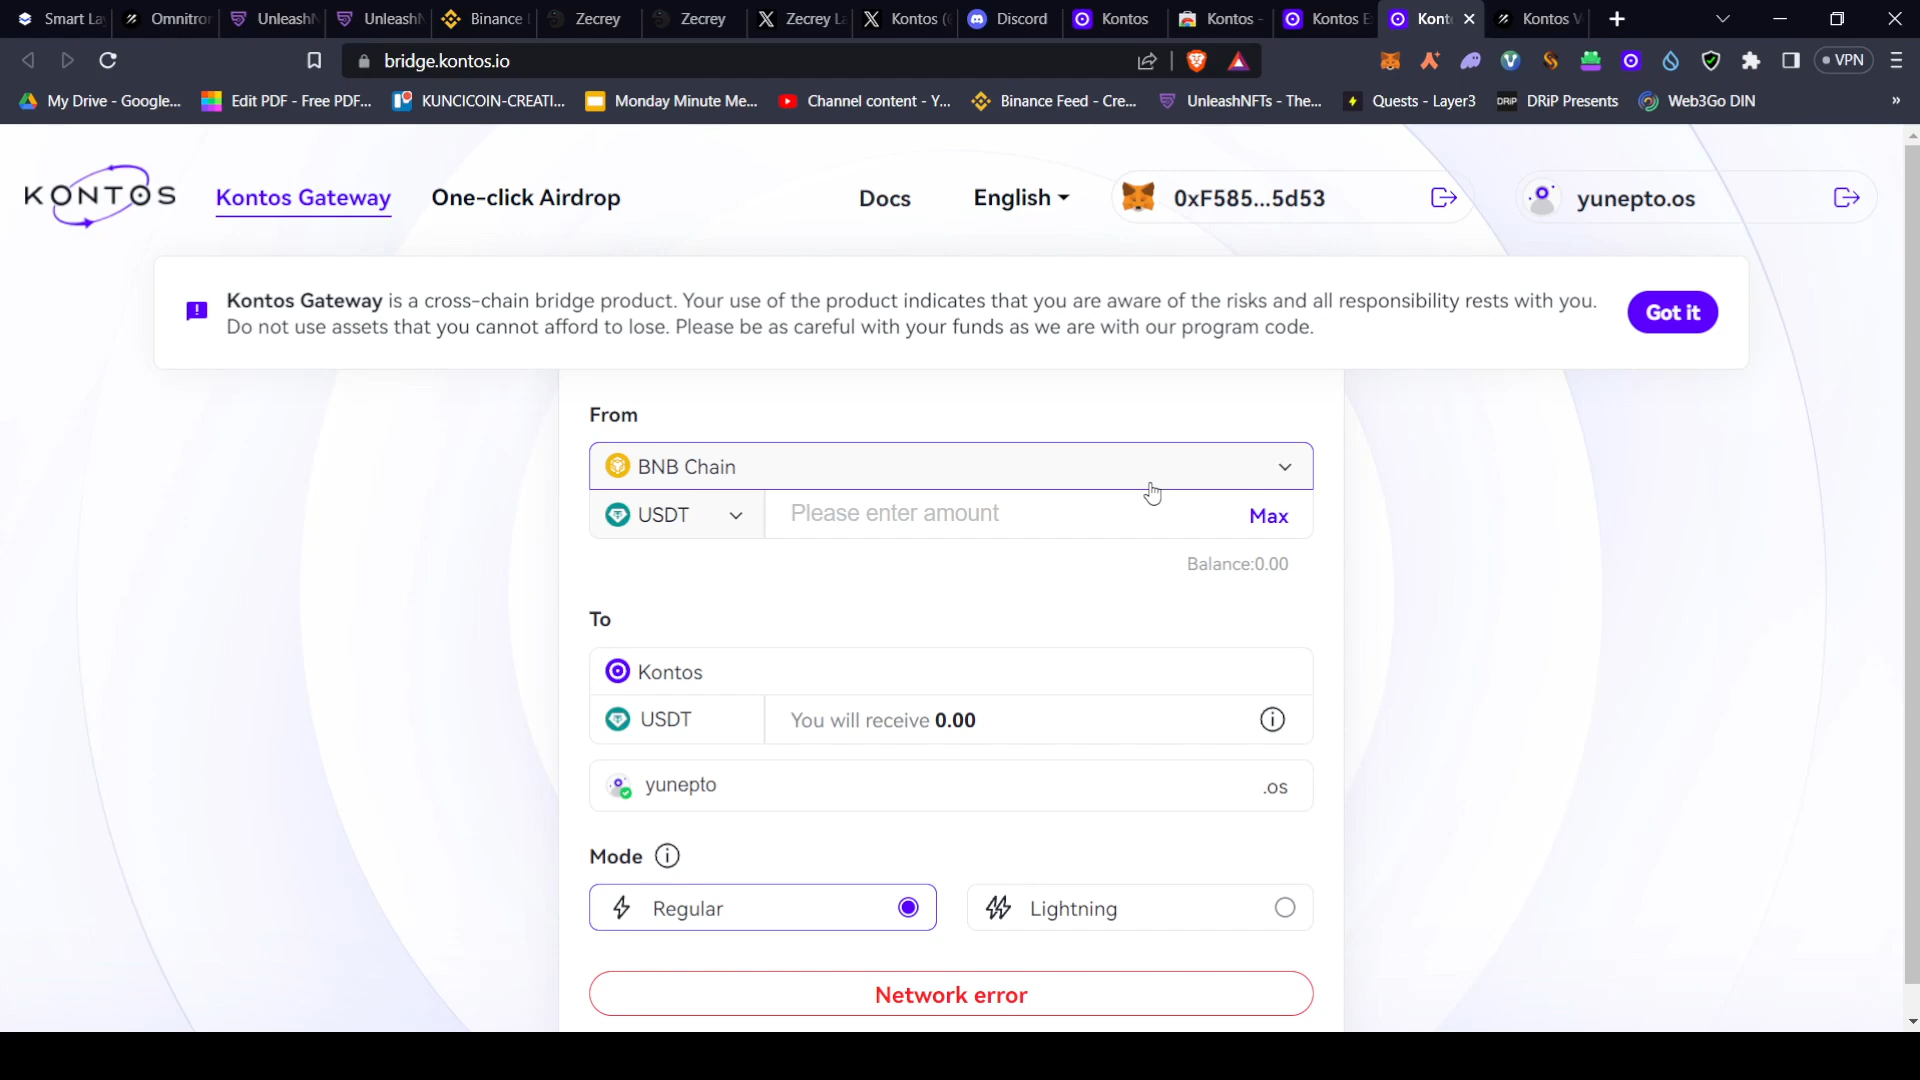 Smart La
Omnitror
UnleashN
UnleashN
Binance
Zecrey
Zecrey
Zecrey La
Kontos (
Discord
Kontos
Kontos -
Kontos E
Kont
Kontos V
bridge.kontos.io
VPN
My Drive - Google...
Edit PDF - Free PDF...
KUNCICOIN-CREATI...
Monday Minute Me...
Channel content - Y...
Binance Feed - Cre...
UnleashNFTs - The...
Quests - Layer3
DRiP Presents
Web3Go DIN
KONTOS
Kontos Gateway
One-click Airdrop
Docs
English
0xF585...5d53
yunepto.os
Kontos Gateway is a cross-chain bridge product. Your use of the product indicates that you are aware of the risks and all responsibility rests with you.
Do not use assets that you cannot afford to lose. Please be as careful with your funds as we are with our program code.
Got it
From
BNB Chain
USDT
Please enter amount
Max
Balance:0.00
To
Kontos
USDT
You will receive 0.00
yunepto
.os
Mode
Regular
Lightning
Network error